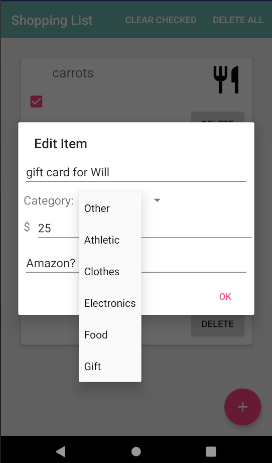 Shopping List CLEAR CHECKED DELETE ALL
carrots
Edit Item
gift card for Will
Category:
Other
$ 25
Athletic
Amazon?
Clothes
Electronics
OK
Food
DELETE
Gift
+